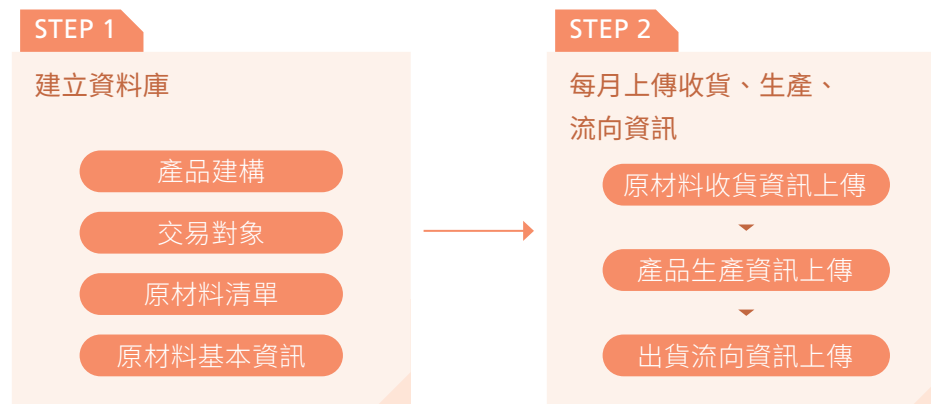 STEP 1
建立資料庫
產品建構
交易對象
原材料清單
原材料基本資訊
STEP 2
每月上傳收貨、生產、
流向資訊
原材料收貨資訊上傳
產品生產資訊上傳
出貨流向資訊上傳